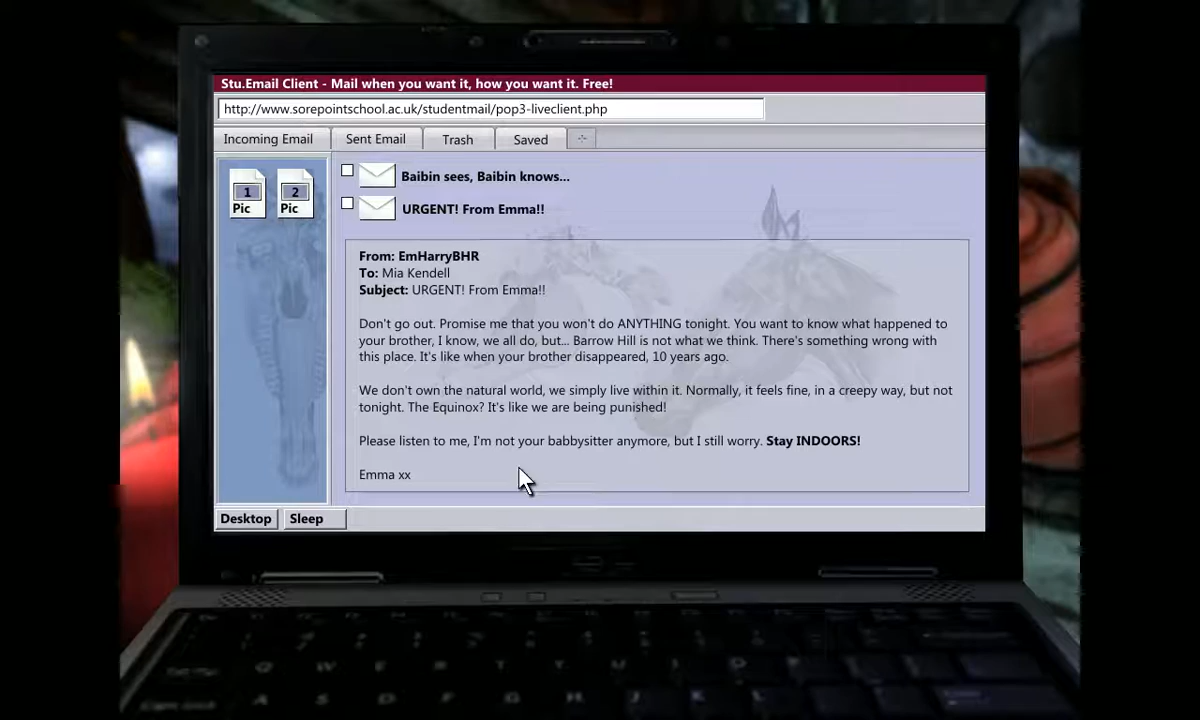 Stu.Email Client - Mail when you want it, how you want it. Free!
http://www.sorepointschool.ac.uk/studentmail/pop3-liveclient.php
Incoming Email Sent Email Trash Saved
1 Pic 2 Pic
Baibin sees, Baibin knows...
URGENT! From Emma!!
From: EmHarryBHR
To: Mia Kendell
Subject: URGENT! From Emma!!
Don't go out. Promise me that you won't do ANYTHING tonight. You want to know what happened to
your brother, I know, we all do, but... Barrow Hill is not what we think. There's something wrong with
this place. It's like when your brother disappeared, 10 years ago.
We don't own the natural world, we simply live within it. Normally, it feels fine, in a creepy way, but not
tonight. The Equinox? It's like we are being punished!
Please listen to me, I'm not your babbysitter anymore, but I still worry. Stay INDOORS!
Emma xx
Desktop Sleep